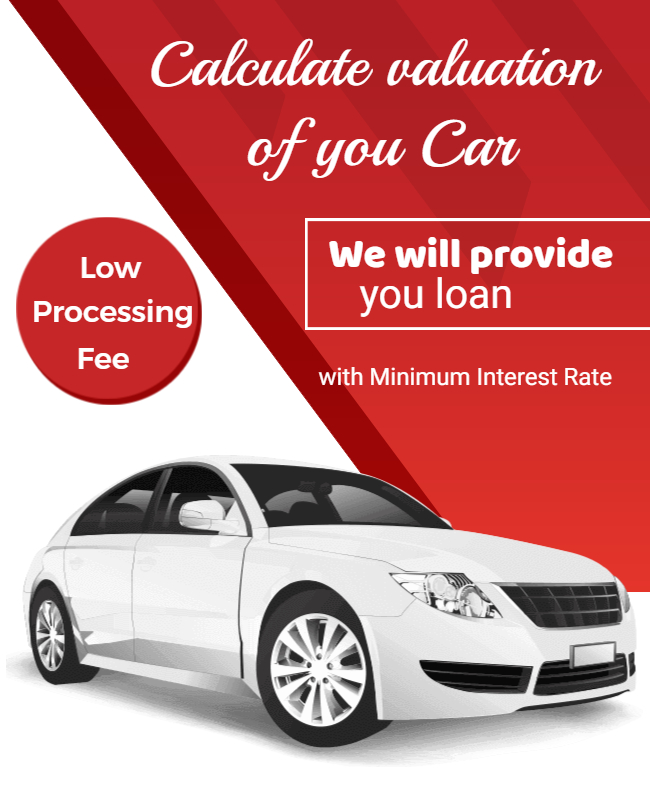 Calculate valuation
of you Car
We will provide
you loan
with Minimum Interest Rate
Low
Processing
Fee